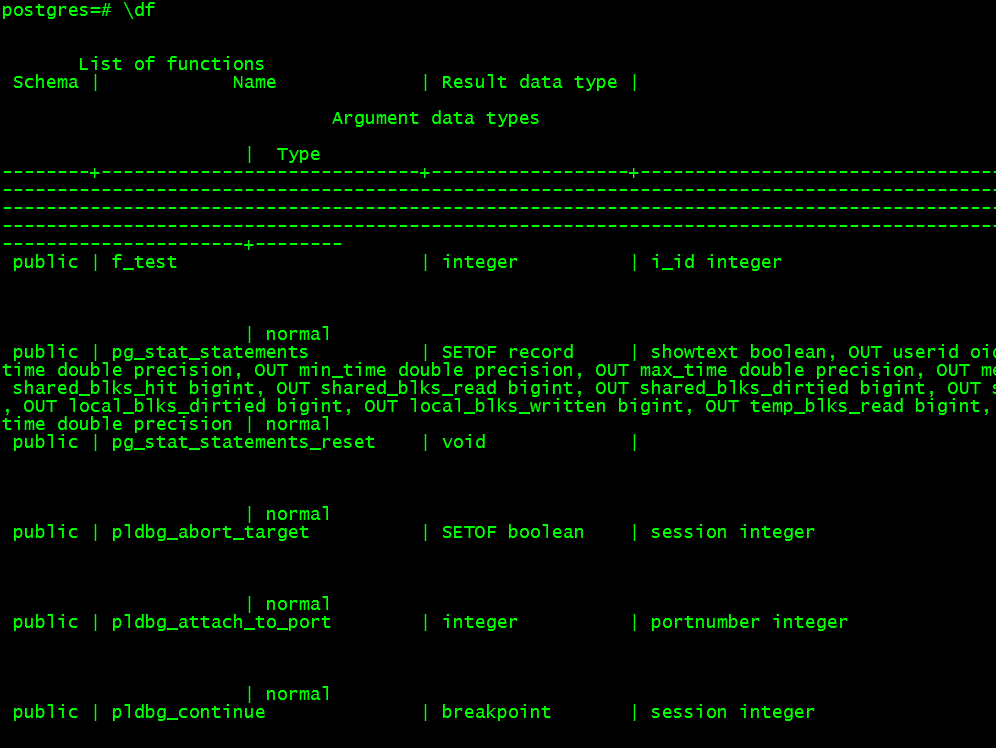 postgres=# \df
List of functions
Schema | Name | Result data type |
Argument data types
| Type
--------+-----------------------------+------------------+---------------------------------
------------------------------------------------------------------------------------------
------------------------------------------------------------------------------------------
------------------------------------------------------------------------------------------
----------------------+--------
public | f_test | integer | i_id integer
| normal
public | pg_stat_statements | SETOF record | showtext boolean, OUT userid
time double precision, OUT min_time double precision, OUT max_time double precision, OUT
shared_blks_hit bigint, OUT shared_blks_read bigint, OUT shared_blks_dirtied bigint, OUT
, OUT local_blks_dirtied bigint, OUT local_blks_written bigint, OUT temp_blks_read bigint,
time double precision | normal
public | pg_stat_statements_reset | void |
| normal
public | pldbg_abort_target | SETOF boolean | session integer
| normal
public | pldbg_attach_to_port | integer | portnumber integer
| normal
public | pldbg_continue | breakpoint | session integer